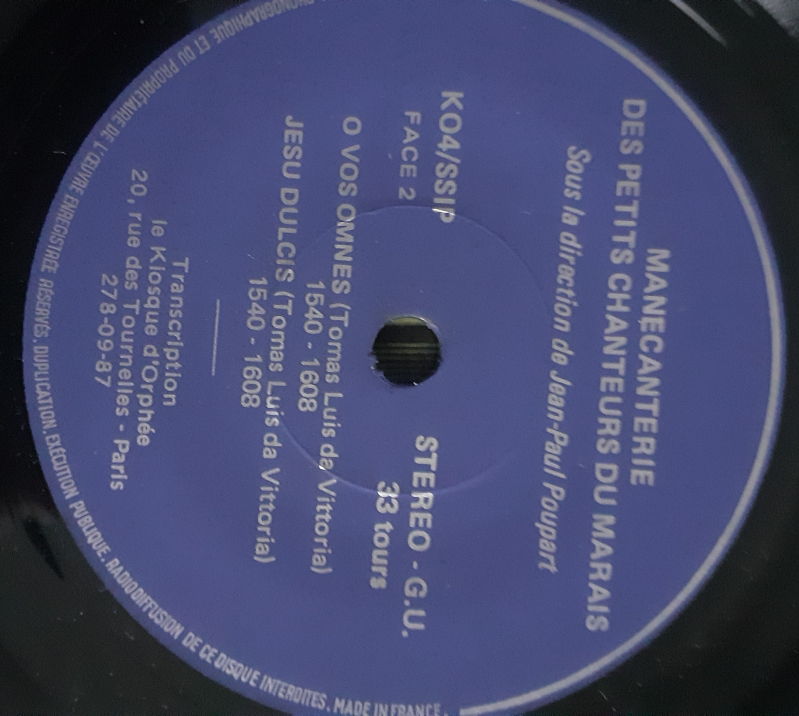 MANECANTERIE
DES PETITS CHANTEURS DU MARAIS
Sous la direction de Jean-Paul Poupart
KO4/SSIP
FACE 2
STEREO - G.U.
33 tours
O VOS OMNES (Tomas Luis da Vittoria)
1540 - 1608
JESU DULCIS (Tomas Luis da Vittoria)
1540 - 1608
Transcription
le Kiosque d'Orphée
20, rue des Tournelles - Paris
278-09-87
PHONOGRAPHIQUE ET DU PROPRIÉTAIRE DE L'ŒUVRE ENREGISTRÉE RÉSERVÉS. DUPLICATION, EXÉCUTION PUBLIQUE, RADIODIFFUSION DE CE DISQUE INTERDITES. MADE IN FRANCE.